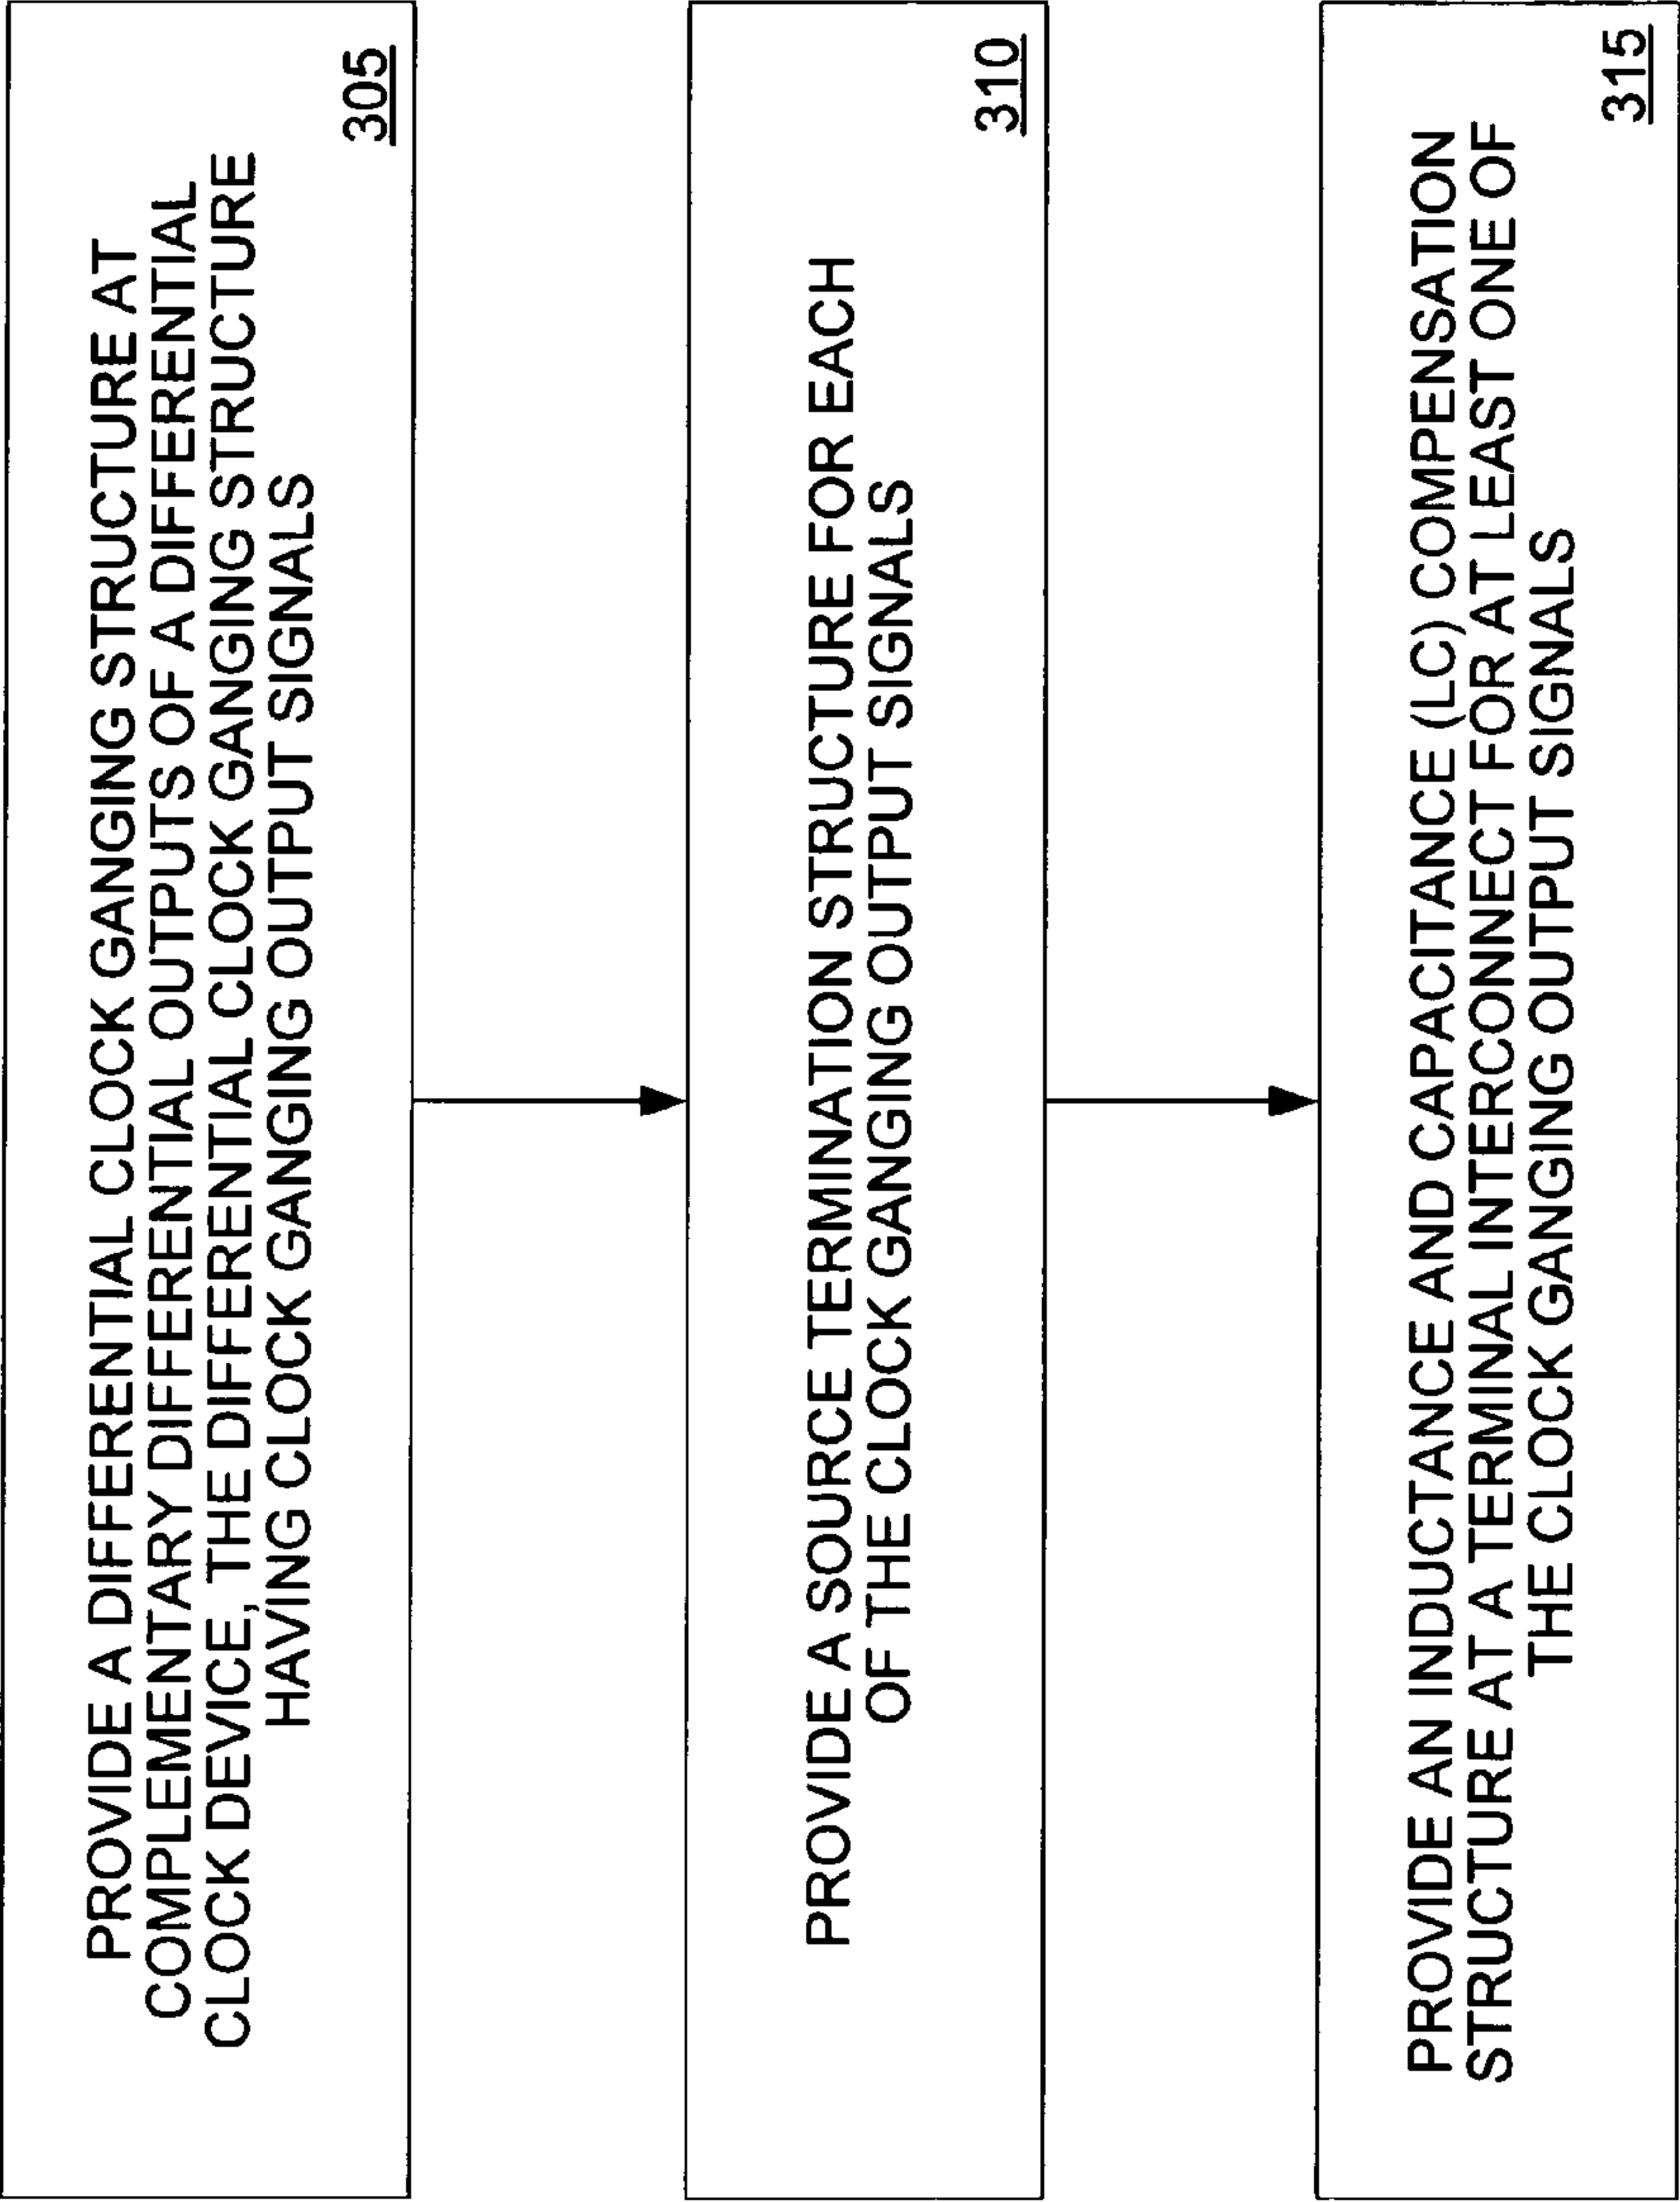 PROVIDE A DIFFERENTIAL CLOCK GANGING STRUCTURE AT
COMPLEMENTARY DIFFERENTIAL OUTPUTS OF A DIFFERENTIAL
CLOCK DEVICE, THE DIFFERENTIAL CLOCK GANGING STRUCTURE
HAVING CLOCK GANGING OUTPUT SIGNALS
305
PROVIDE A SOURCE TERMINATION STRUCTURE FOR EACH
OF THE CLOCK GANGING OUTPUT SIGNALS
310
PROVIDE AN INDUCTANCE AND CAPACITANCE (LC) COMPENSATION
STRUCTURE AT A TERMINAL INTERCONNECT FOR AT LEAST ONE OF
THE CLOCK GANGING OUTPUT SIGNALS
315